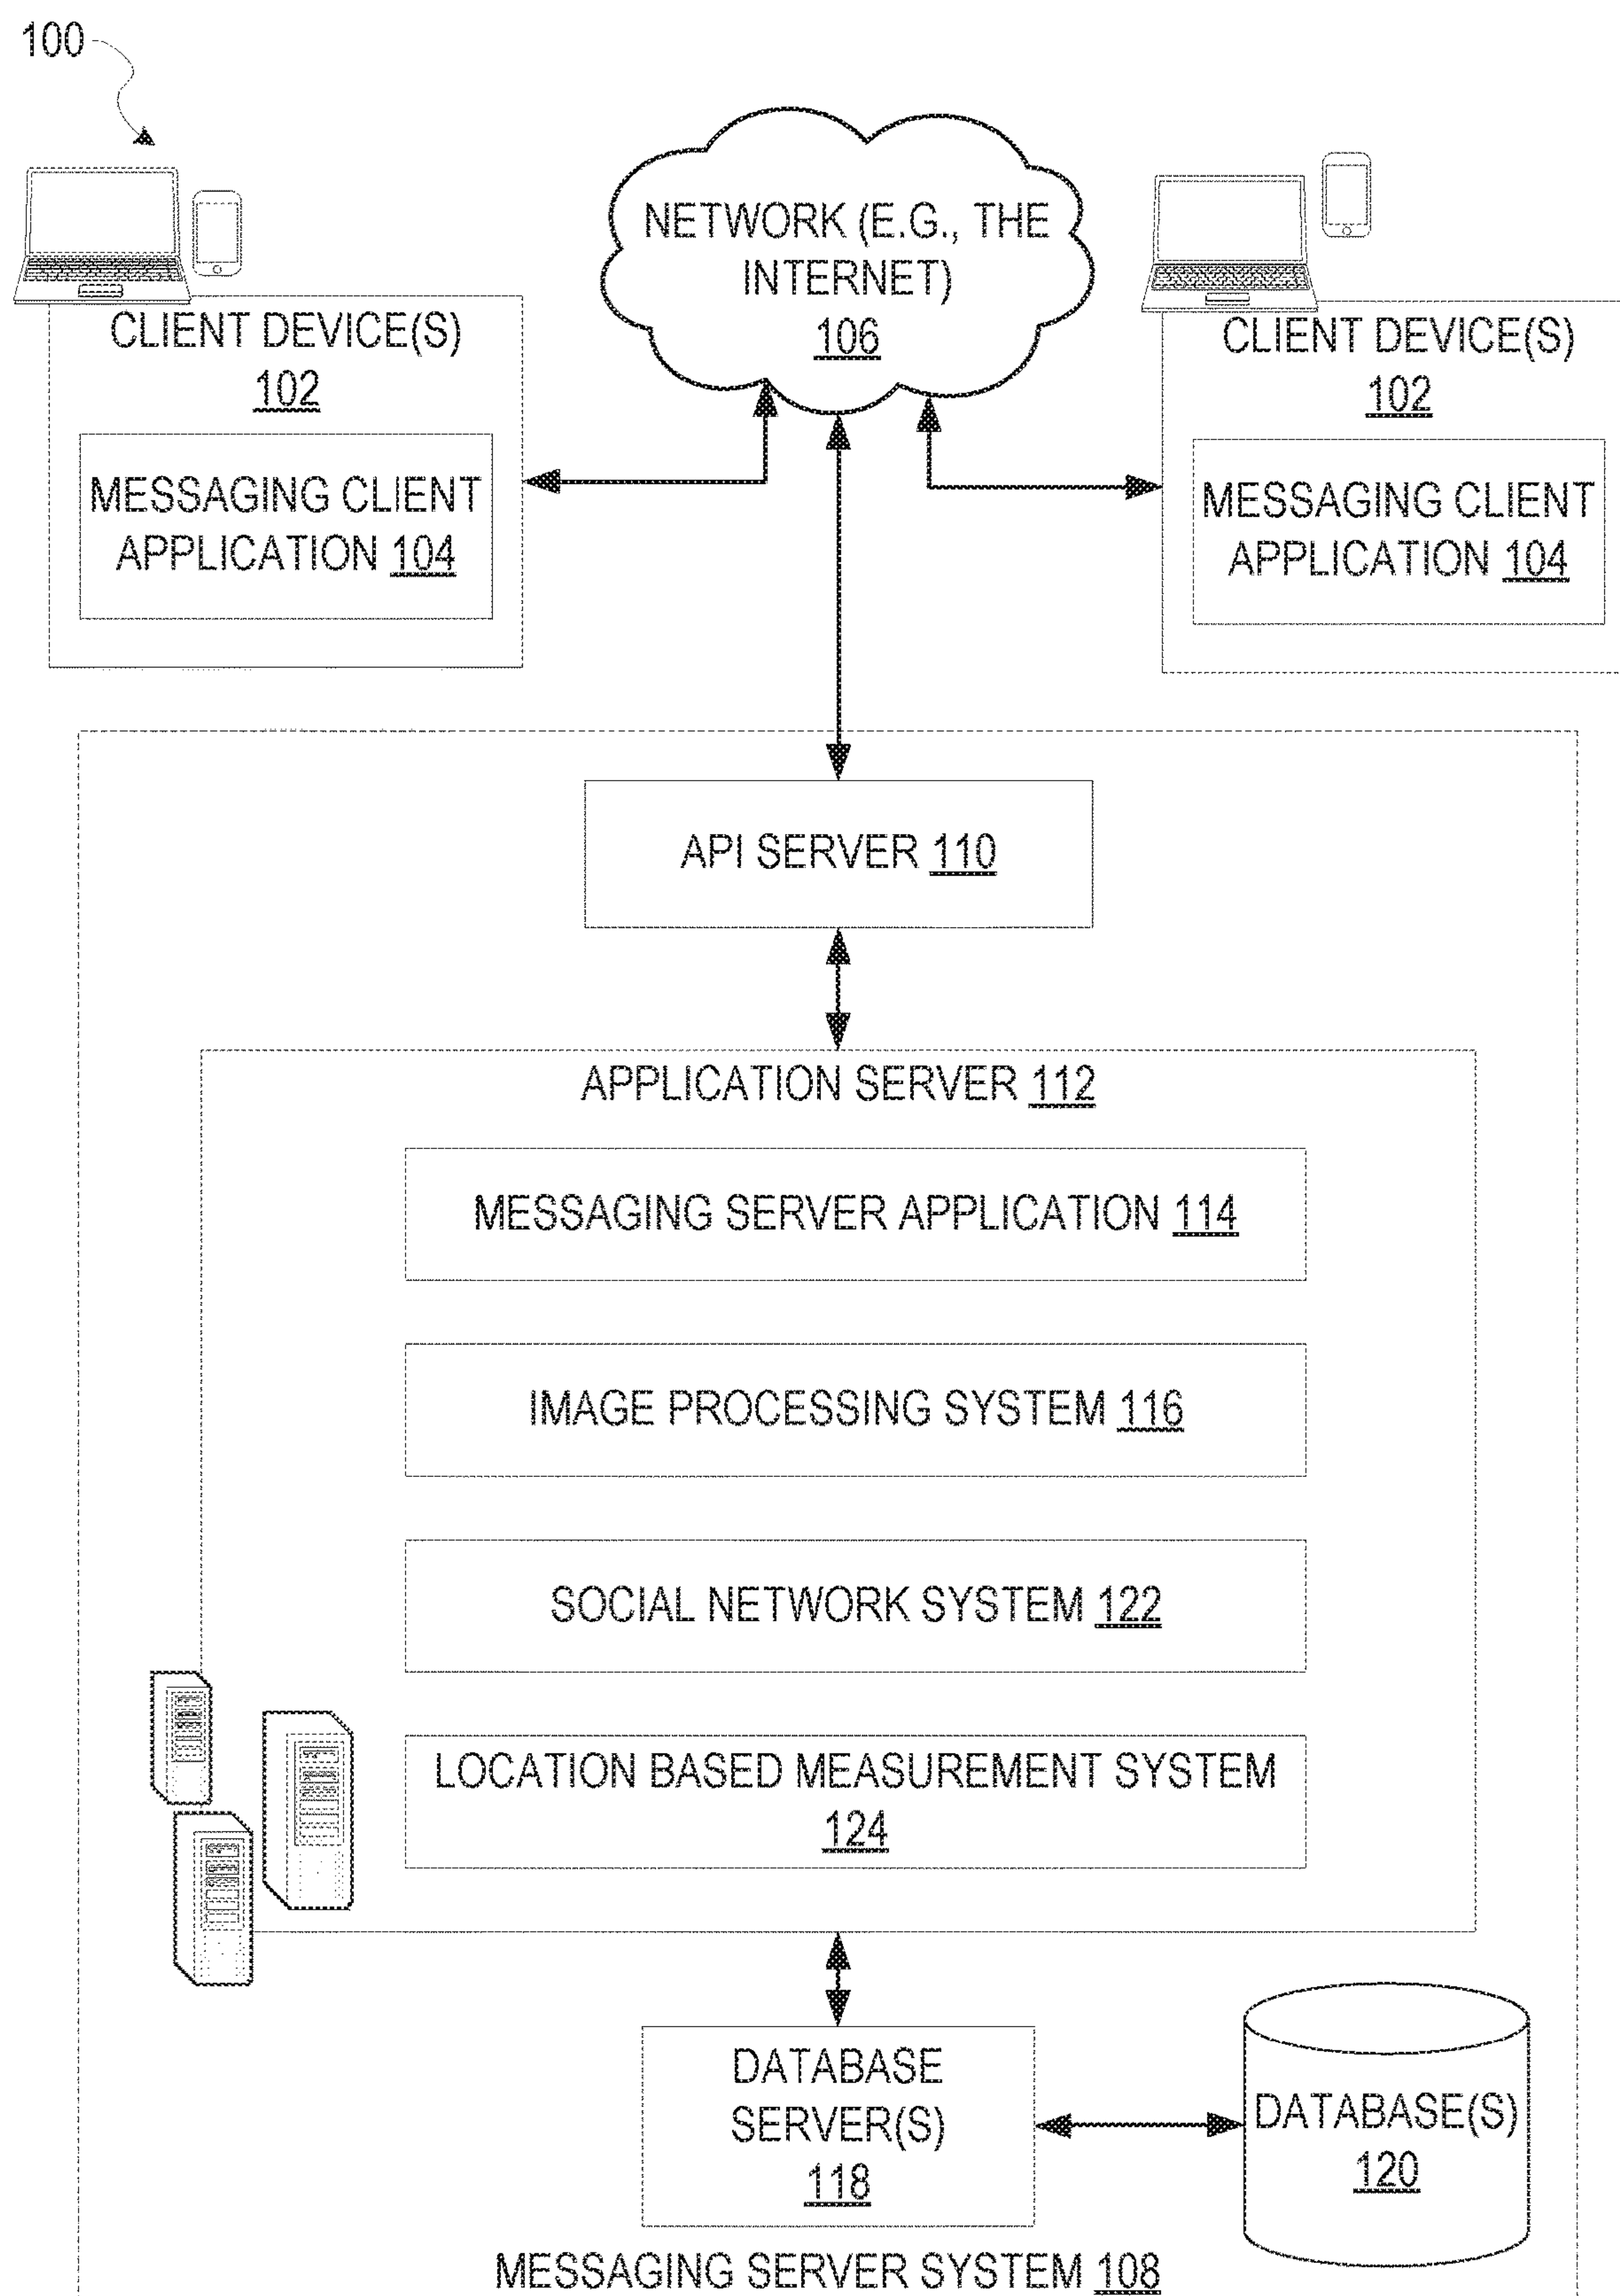 100
NETWORK (E.G., THE
INTERNET)
106
CLIENT DEVICE(S)
102
MESSAGING CLIENT
APPLICATION 104
CLIENT DEVICE(S)
102
MESSAGING CLIENT
APPLICATION 104
API SERVER 110
APPLICATION SERVER 112
MESSAGING SERVER APPLICATION 114
IMAGE PROCESSING SYSTEM 116
SOCIAL NETWORK SYSTEM 122
LOCATION BASED MEASUREMENT SYSTEM
124
DATABASE
SERVER(S)
118
DATABASE(S)
120
MESSAGING SERVER SYSTEM 108